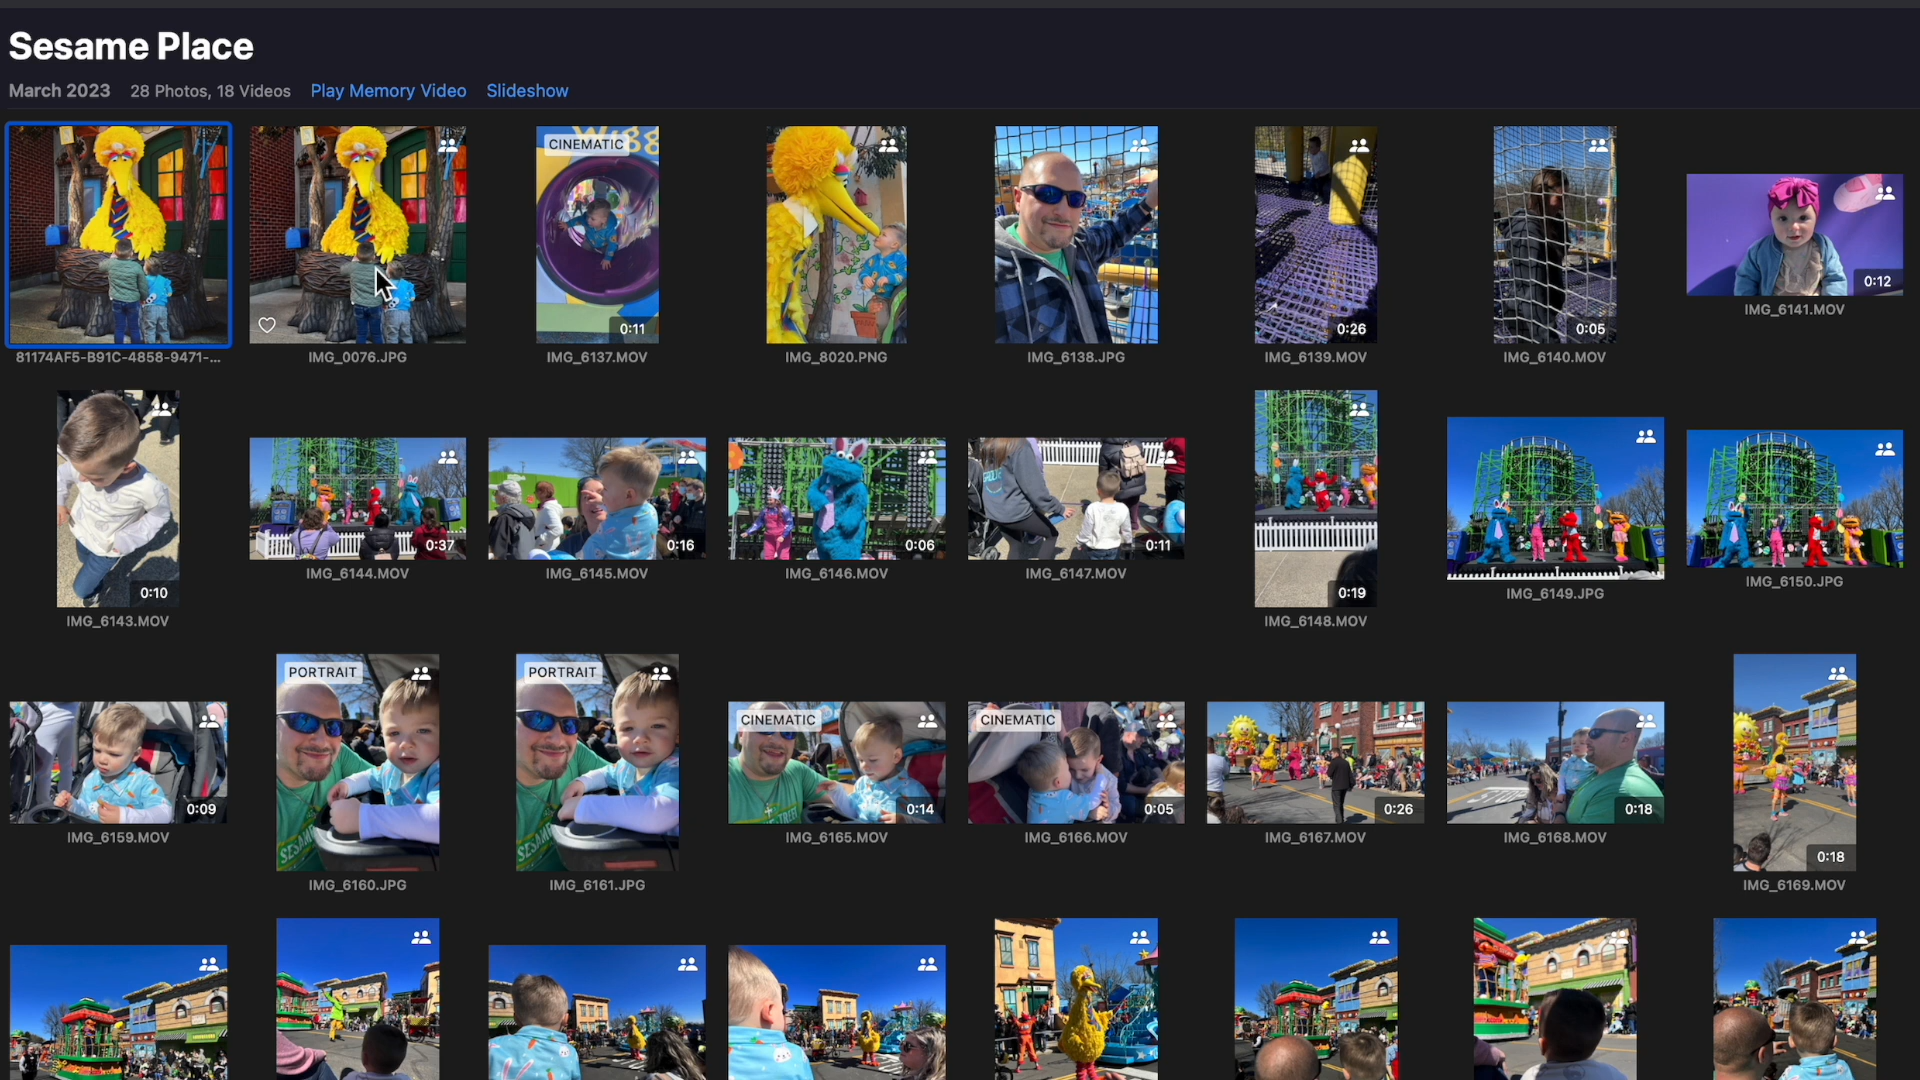 Sesame Place
March 2023 28 Photos, 18 Videos Play Memory Video Slideshow
CINEMATIC
0:11
0:26
0:05
0:12
81174AF5-B91C-4858-9471-...
IMG_0076.JPG
IMG_6137.MOV
IMG_8020.PNG
IMG_6138.JPG
IMG_6139.MOV
IMG_6140.MOV
IMG_6141.MOV
0:10
0:37
0:16
0:06
0:11
0:19
IMG_6143.MOV
IMG_6144.MOV
IMG_6145.MOV
IMG_6146.MOV
IMG_6147.MOV
IMG_6148.MOV
IMG_6149.JPG
IMG_6150.JPG
PORTRAIT
PORTRAIT
CINEMATIC
CINEMATIC
0:09
0:14
0:05
0:26
0:18
0:18
IMG_6159.MOV
IMG_6160.JPG
IMG_6161.JPG
IMG_6165.MOV
IMG_6166.MOV
IMG_6167.MOV
IMG_6168.MOV
IMG_6169.MOV